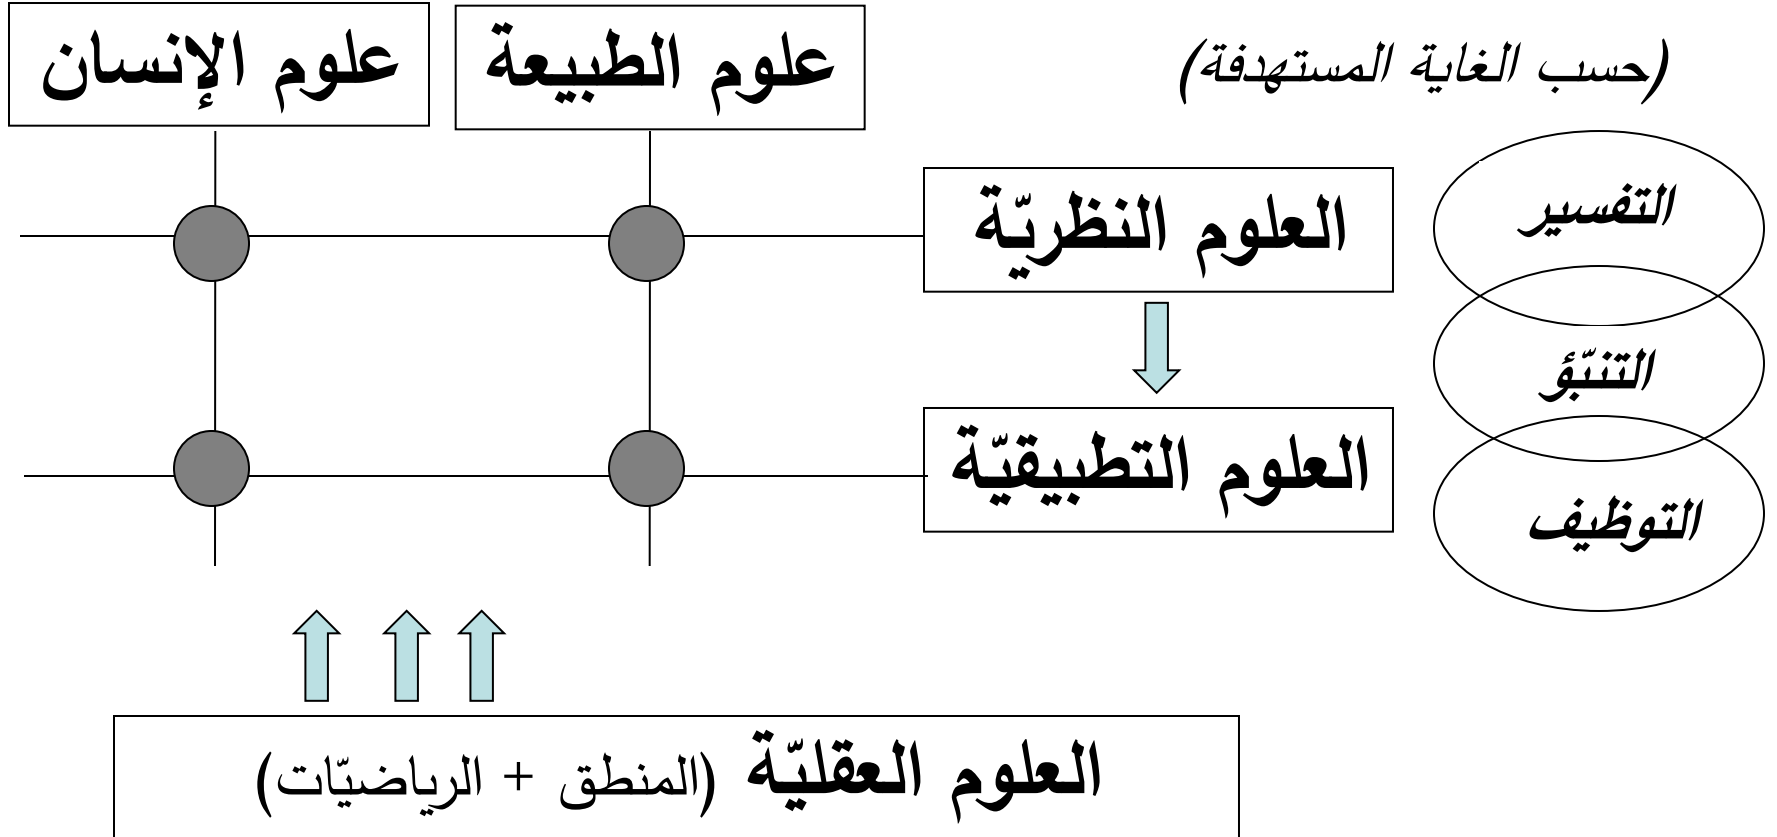 (حسب الغاية المستهدفة)
علوم الطبيعة
علوم الإنسان
التفسير
العلوم النظريّة
التنبّؤ
العلوم التطبيقيّة
التوظيف
العلوم العقليّة (المنطق + الرياضيّات)